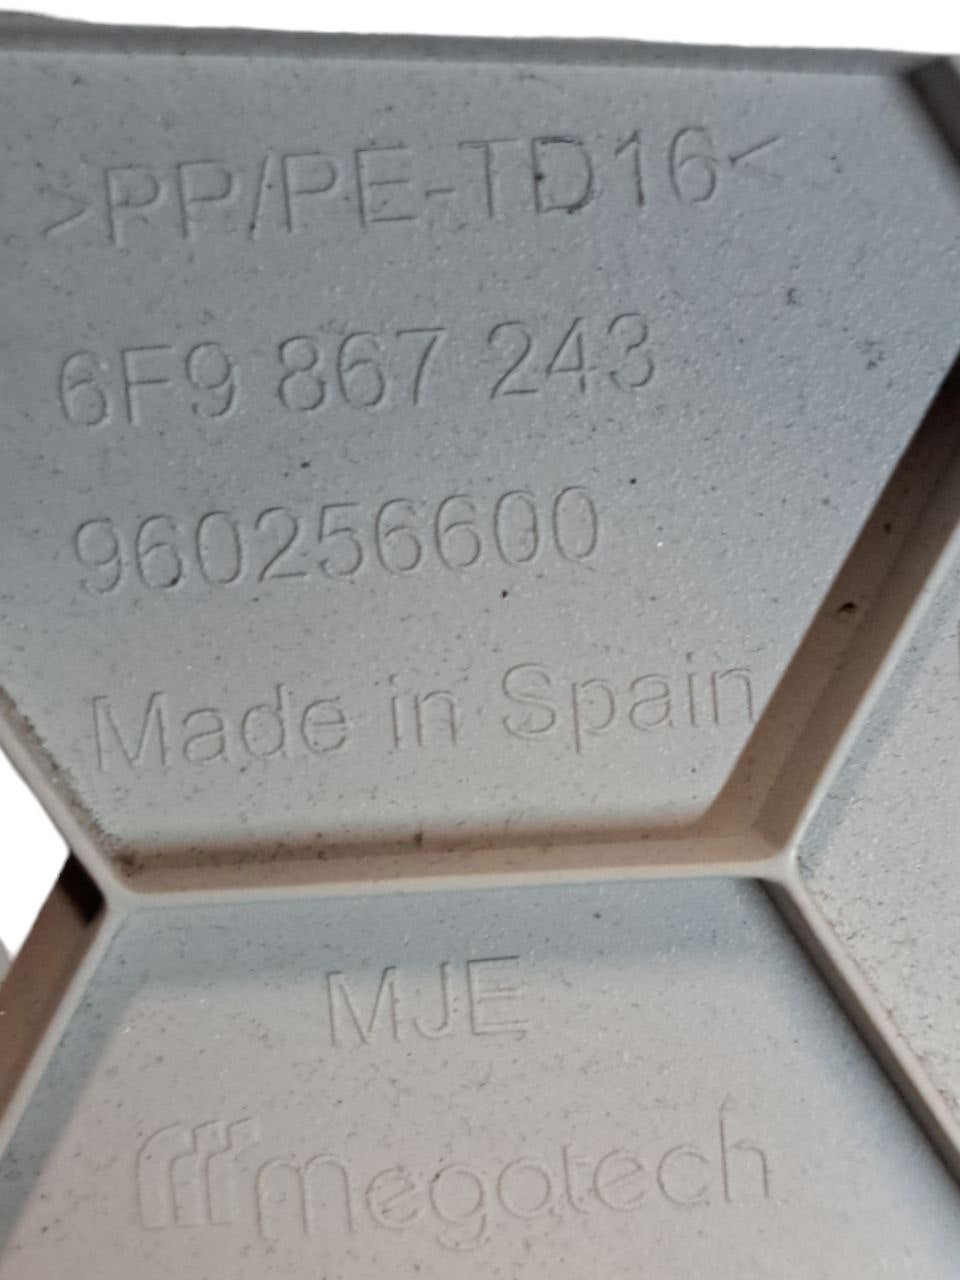 >PP/PE-TD16<
6F9 867 243
960256600
Made in Spain
MJE
megatech